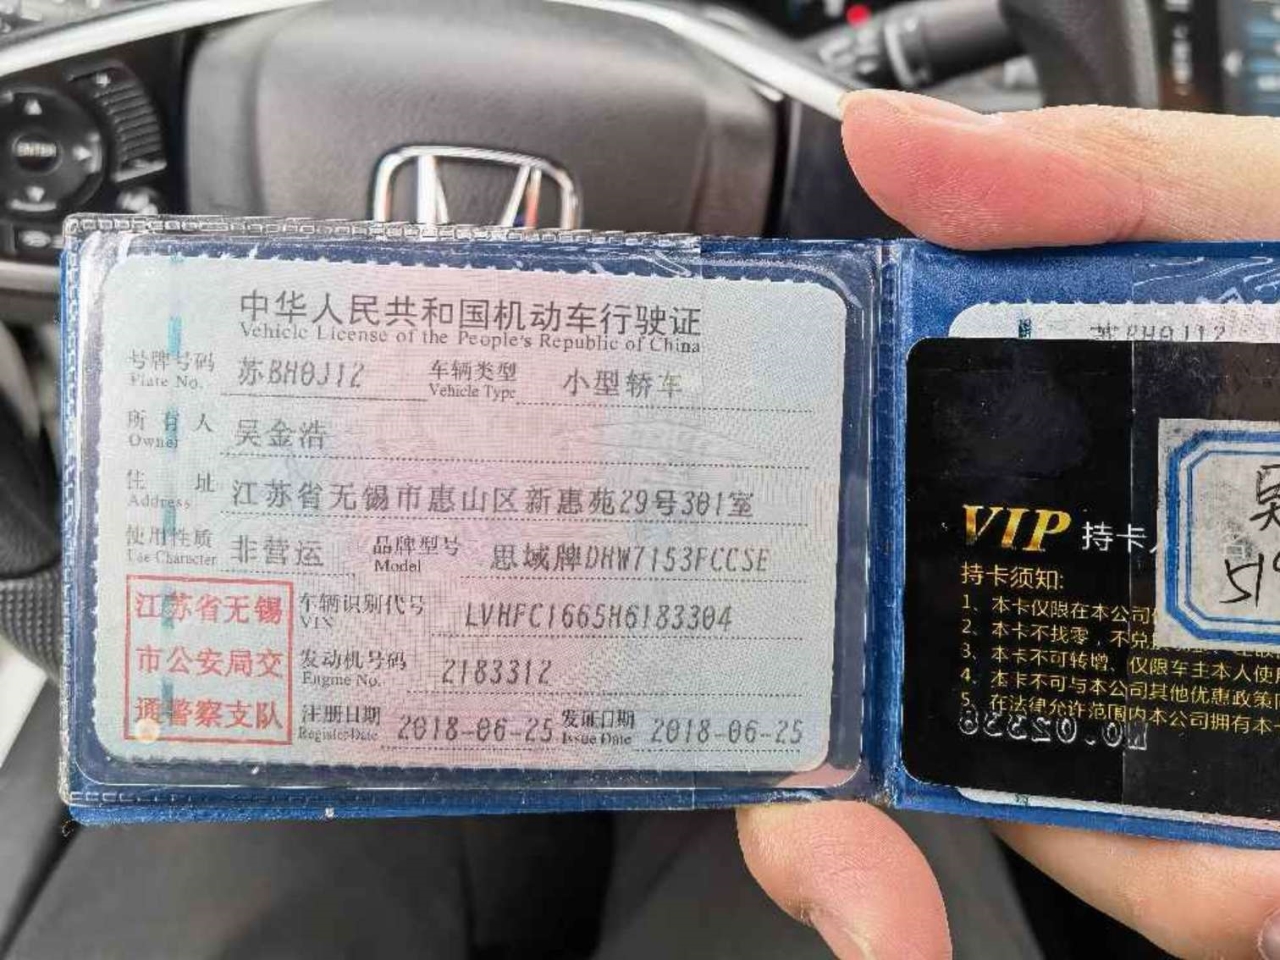 ENTER
中华人民共和国机动车行驶证
Vehicle License of the People's Republic of China
号牌号码 苏BH0J12 车辆类型 小型轿车
Plate No. Vehicle Type
所有人 吴金浩
Owner
住址 江苏省无锡市惠山区新惠苑29号301室
Address
使用性质 非营运 品牌型号 思域牌DHW7153FCCSE
Use Character Model
江苏省无锡
市公安局交
通警察支队
车辆识别代号 LVHFC1665H6183304
VIN
发动机号码 2183312
Engine No.
注册日期 2018-06-25 发证日期 2018-06-25
Register Date Issue Date
苏BH0J12
VIP 持卡
持卡须知:
1、本卡仅限在本公司
2、本卡不找零,不兑
3、本卡不可转增,仅限车主本人使用
4、本卡不可与本公司其他优惠政策
5、在法律允许范围内本公司拥有本
NO.02338
吴